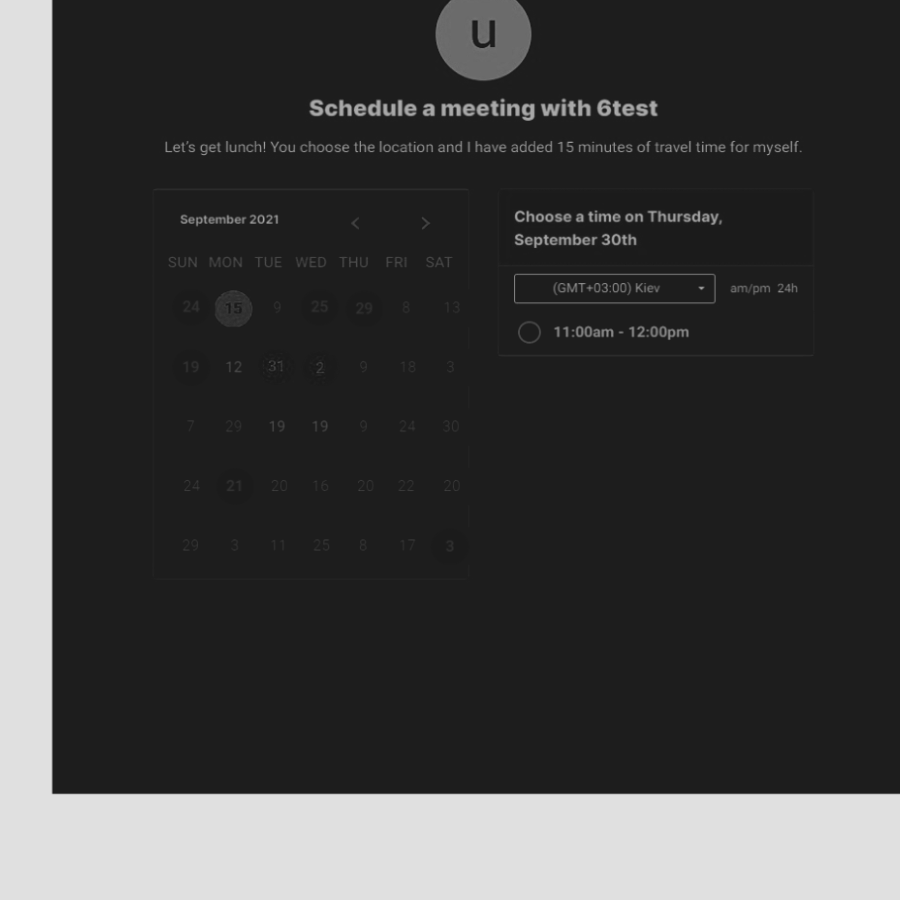 u
Schedule a meeting with 6test
Let's get lunch! You choose the location and I have added 15 minutes of travel time for myself.
September 2021 < >
SUN MON TUE WED THU FRI SAT
24 15 9 25 29 8 13
19 12 31 2 9 18 3
7 29 19 19 9 24 30
24 21 20 16 20 22 20
29 3 11 25 8 17 3
Choose a time on Thursday,
September 30th
(GMT+03:00) Kiev am/pm 24h
11:00am - 12:00pm